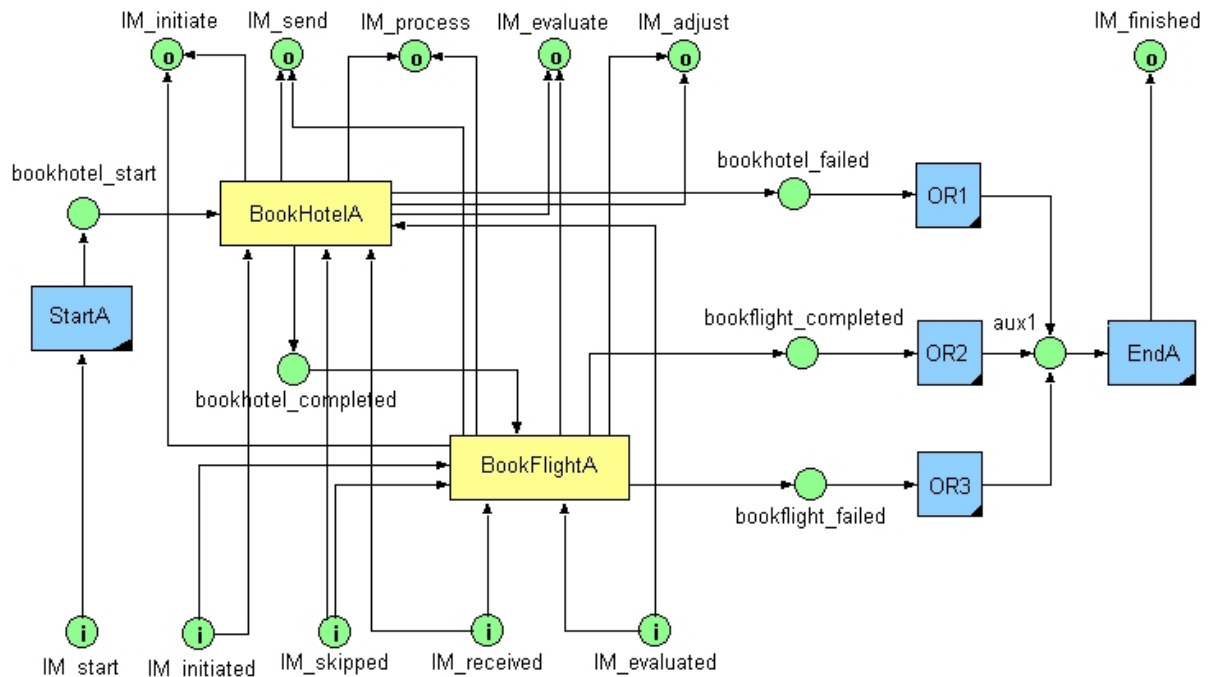 IM_initiate
IM_send
IM_process
IM_evaluate
IM_adjust
IM_finished
o
o
o
o
o
o
bookhotel_start
bookhotel_failed
BookHotelA
OR1
StartA
bookflight_completed
aux1
OR2
EndA
bookhotel_completed
BookFlightA
OR3
bookflight_failed
i
i
i
i
i
IM_start
IM_initiated
IM_skipped
IM_received
IM_evaluated